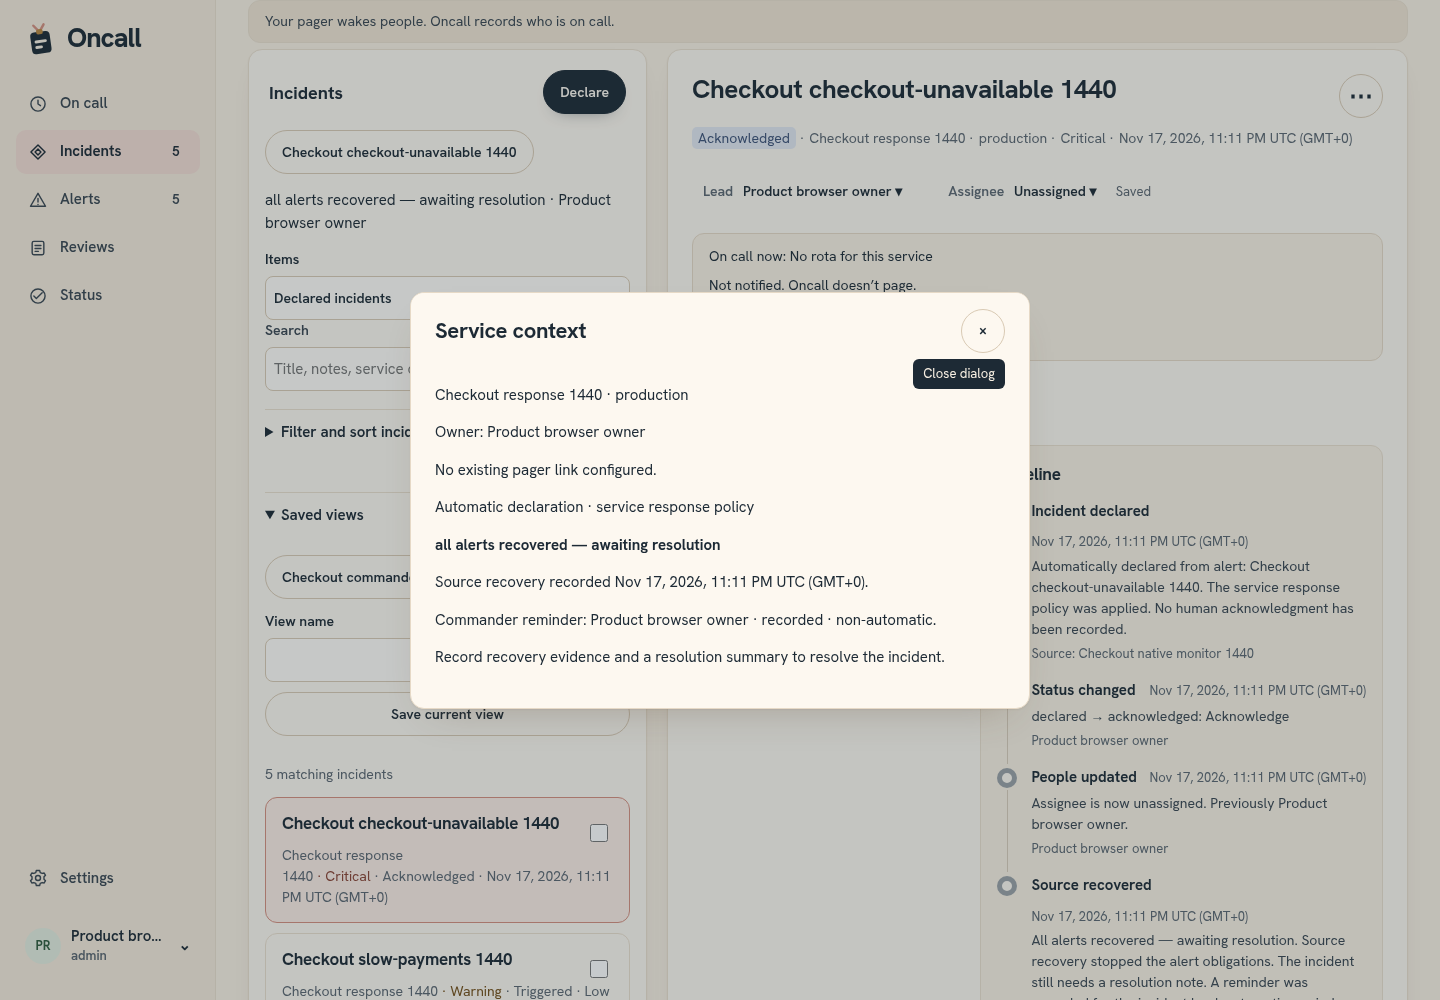 Oncall
On call
Incidents 5
Alerts 5
Reviews
Status
Settings
PR
Product bro...
admin
Your pager wakes people. Oncall records who is on call.
Incidents
Declare
Checkout checkout-unavailable 1440
all alerts recovered — awaiting resolution · Product
browser owner
Items
Declared incidents
Search
Title, notes, service
Filter and sort
Saved views
Checkout
View name
Save current view
5 matching incidents
Checkout checkout-unavailable 1440
Checkout response
1440 · Critical · Acknowledged · Nov 17, 2026, 11:11
PM UTC (GMT+0)
Checkout slow-payments 1440
Checkout response 1440 · Warning · Triggered · Low
Checkout checkout-unavailable 1440
...
Acknowledged · Checkout response 1440 · production · Critical · Nov 17, 2026, 11:11 PM UTC (GMT+0)
Lead Product browser owner ▾ Assignee Unassigned ▾ Saved
On call now: No rota for this service
Not notified. Oncall doesn’t page.
Service context
×
Close dialog
Checkout response 1440 · production
Owner: Product browser owner
No existing pager link configured.
Automatic declaration · service response policy
all alerts recovered — awaiting resolution
Source recovery recorded Nov 17, 2026, 11:11 PM UTC (GMT+0).
Commander reminder: Product browser owner · recorded · non-automatic.
Record recovery evidence and a resolution summary to resolve the incident.
eline
Incident declared
Nov 17, 2026, 11:11 PM UTC (GMT+0)
Automatically declared from alert: Checkout
checkout-unavailable 1440. The service response
policy was applied. No human acknowledgment has
been recorded.
Source: Checkout native monitor 1440
Status changed Nov 17, 2026, 11:11 PM UTC (GMT+0)
declared → acknowledged: Acknowledge
Product browser owner
People updated Nov 17, 2026, 11:11 PM UTC (GMT+0)
Assignee is now unassigned. Previously Product
browser owner.
Product browser owner
Source recovered
Nov 17, 2026, 11:11 PM UTC (GMT+0)
All alerts recovered — awaiting resolution. Source
recovery stopped the alert obligations. The incident
still needs a resolution note. A reminder was